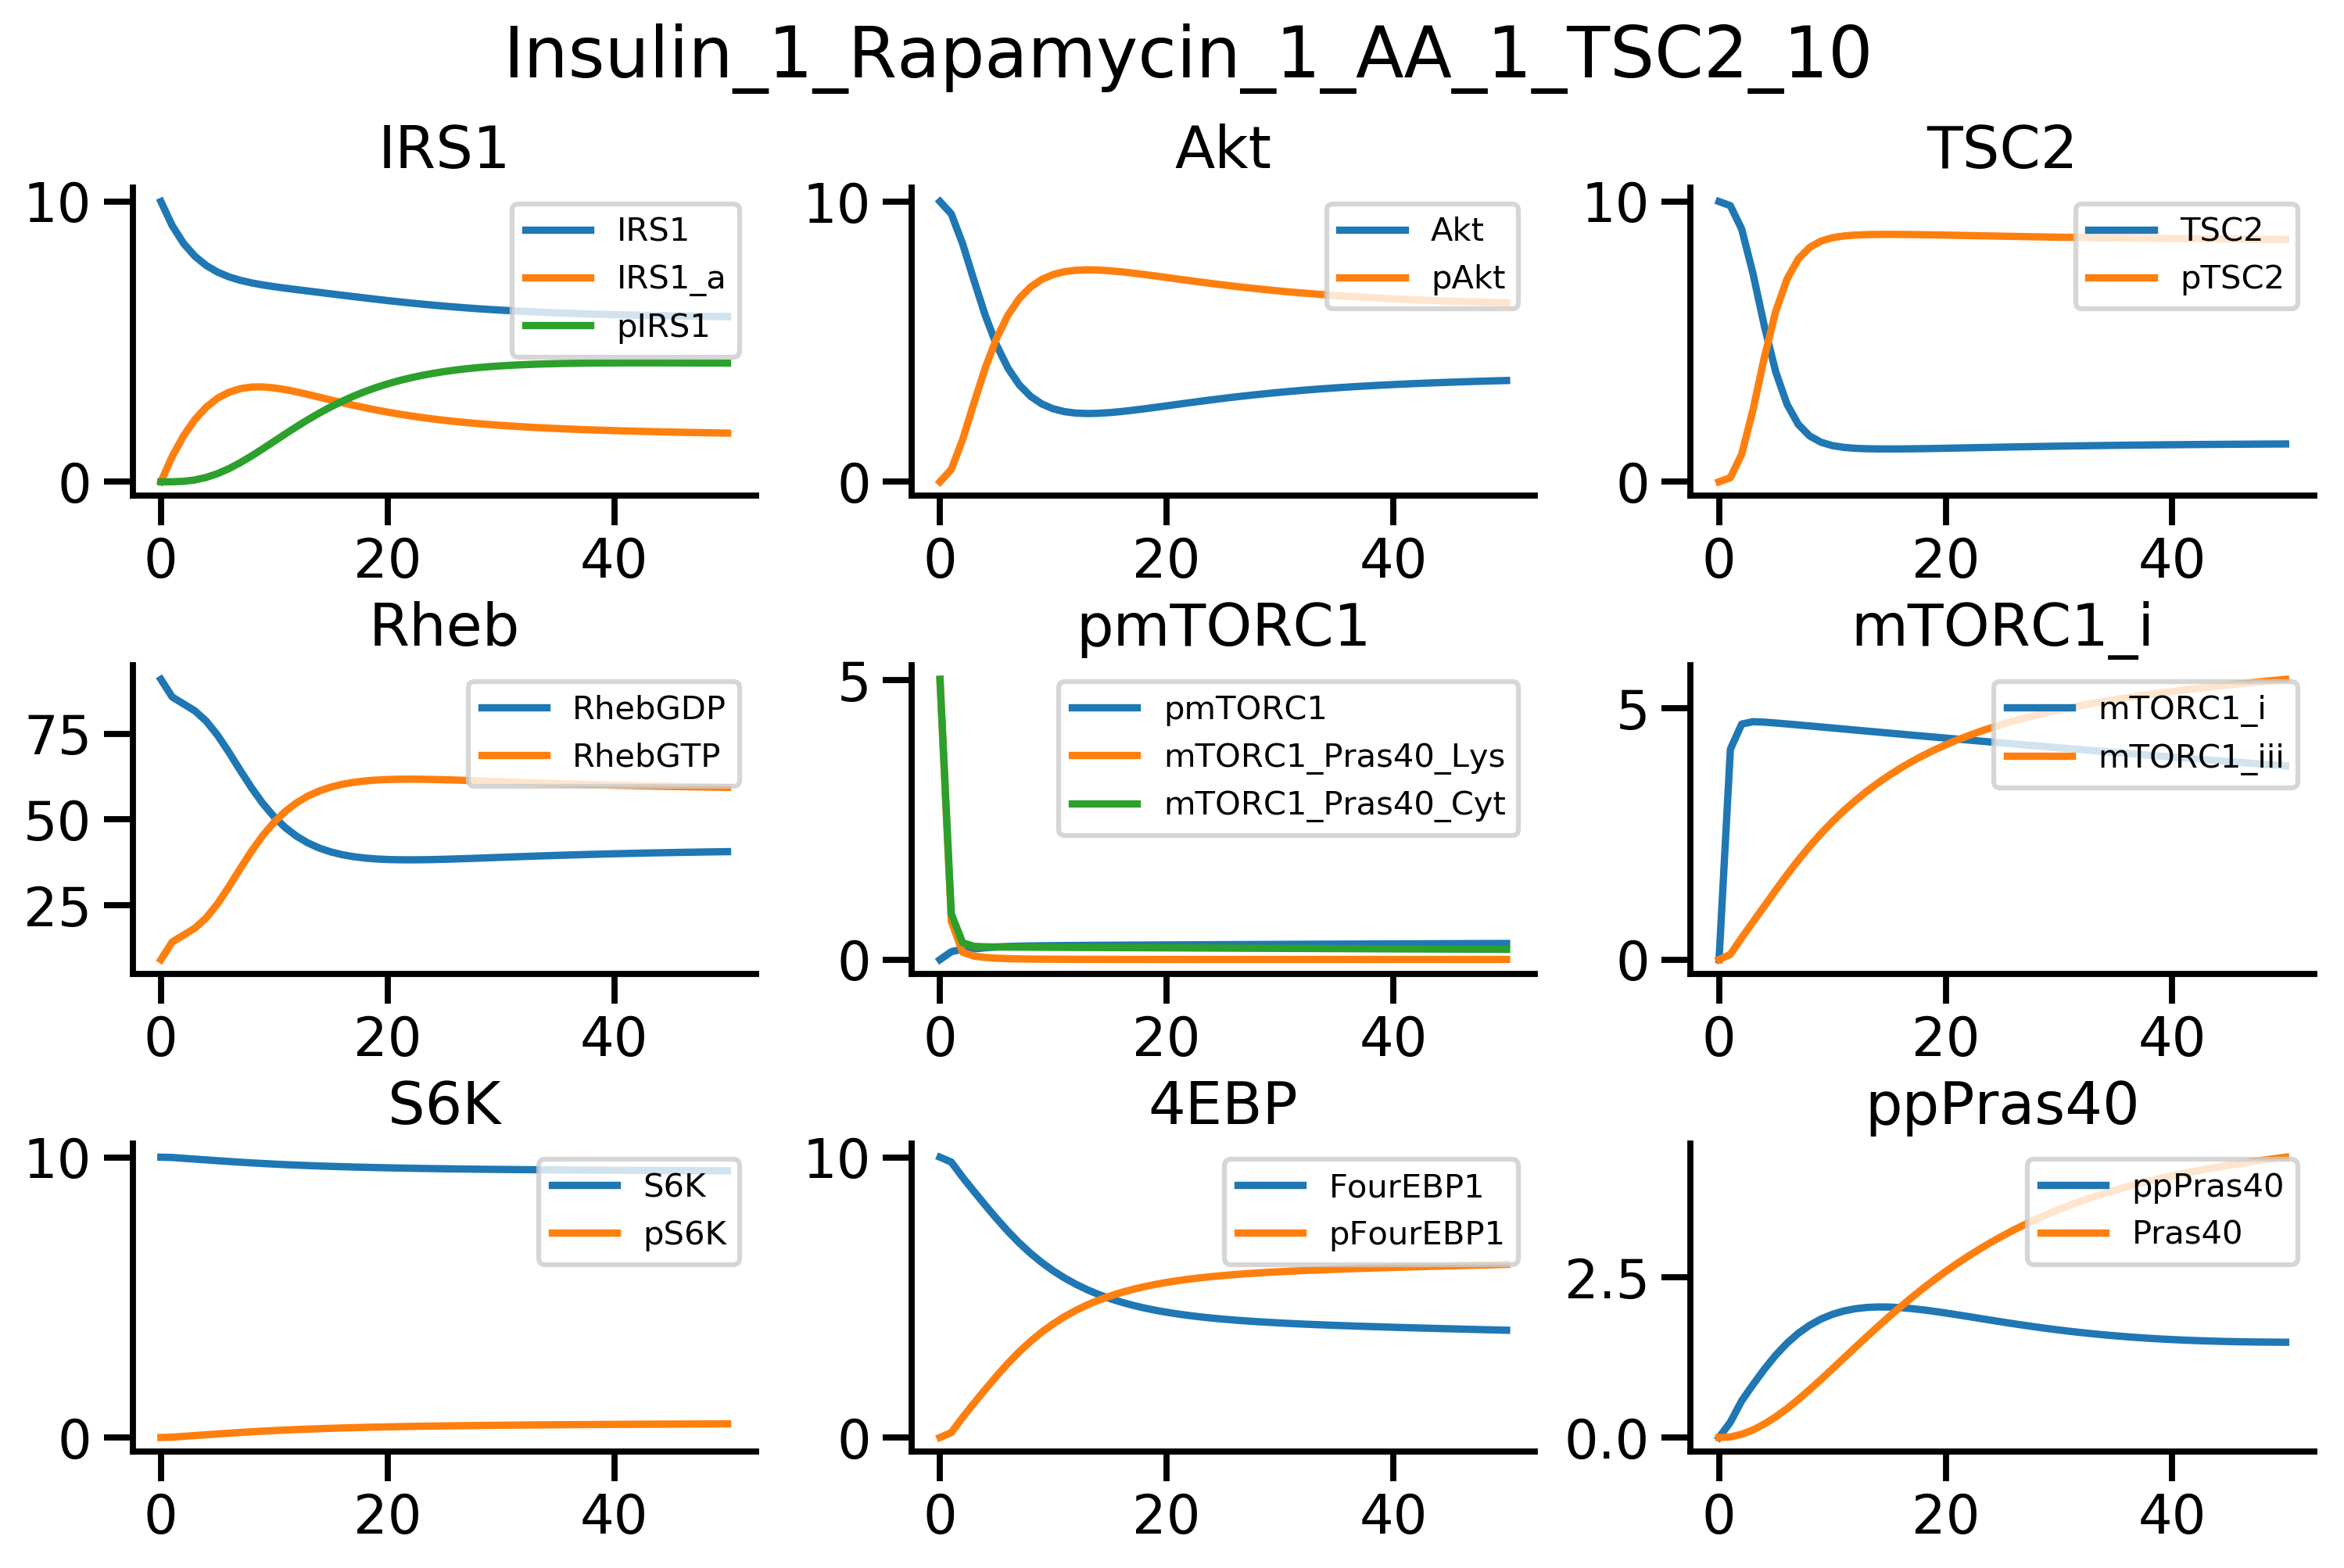 Insulin_1_Rapamycin_1_AA_1_TSC2_10
IRS1
10
0
0 20 40
IRS1
IRS1_a
pIRS1
Akt
10
0
0 20 40
Akt
pAkt
TSC2
10
0
0 20 40
TSC2
pTSC2
Rheb
75
50
25
0 20 40
RhebGDP
RhebGTP
pmTORC1
5
0
0 20 40
pmTORC1
mTORC1_Pras40_Lys
mTORC1_Pras40_Cyt
mTORC1_i
5
0
0 20 40
mTORC1_i
mTORC1_iii
S6K
10
0
0 20 40
S6K
pS6K
4EBP
10
0
0 20 40
FourEBP1
pFourEBP1
ppPras40
2.5
0.0
0 20 40
ppPras40
Pras40